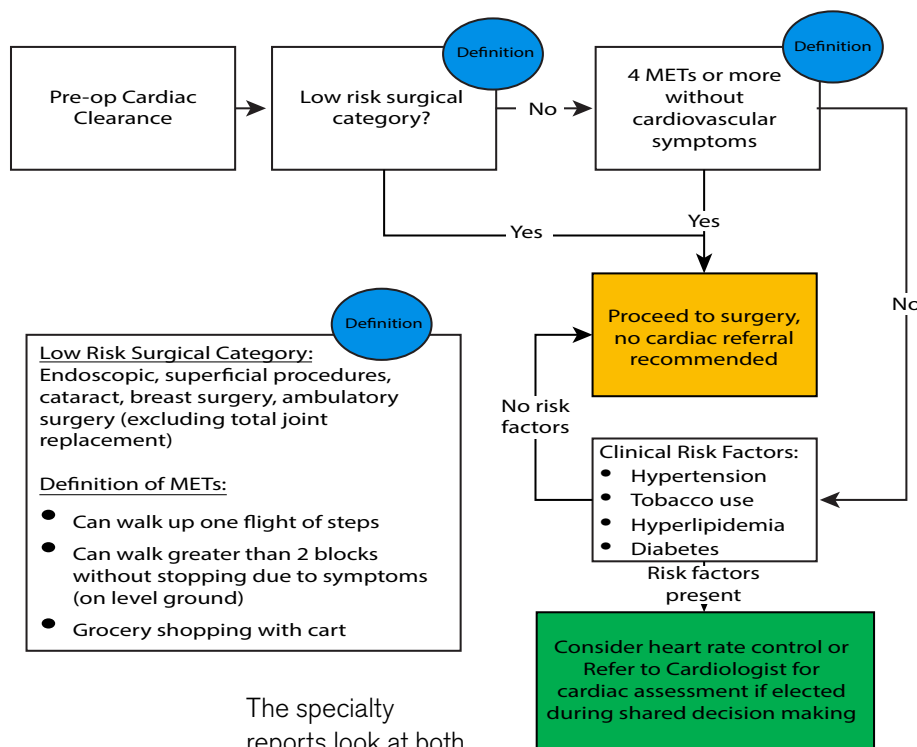 Definition
Definition
Pre-op Cardiac
Clearance
Low risk surgical
category?
No
4 METs or more
without
cardiovascular
symptoms
Yes
Yes
No
Proceed to surgery,
no cardiac referral
recommended
Definition
Low Risk Surgical Category:
Endoscopic, superficial procedures,
cataract, breast surgery, ambulatory
surgery (excluding total joint
replacement)
Definition of METs:
• Can walk up one flight of steps
• Can walk greater than 2 blocks
without stopping due to symptoms
(on level ground)
• Grocery shopping with cart
No risk
factors
Clinical Risk Factors:
• Hypertension
• Tobacco use
• Hyperlipidemia
• Diabetes
Risk factors
present
Consider heart rate control or
Refer to Cardiologist for
cardiac assessment if elected
during shared decision making
The specialty
reports look at both